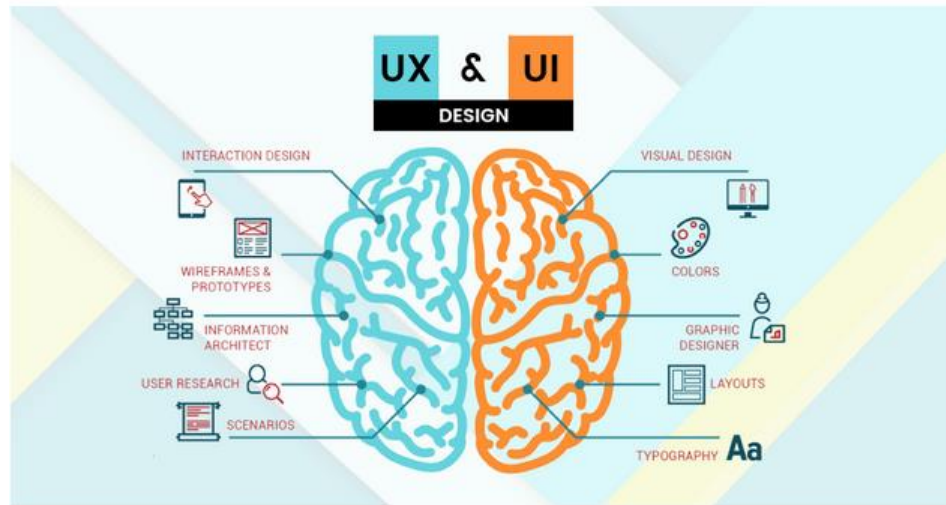 UX & UI
DESIGN
INTERACTION DESIGN
WIREFRAMES &
PROTOTYPES
INFORMATION
ARCHITECT
USER RESEARCH
SCENARIOS
VISUAL DESIGN
COLORS
GRAPHIC
DESIGNER
LAYOUTS
TYPOGRAPHY Aa